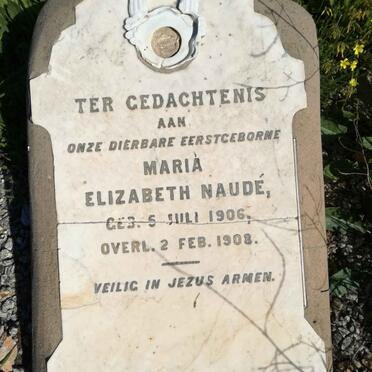 TER GEDACHTENIS
AAN
ONZE DIERBARE EERSTGEBORNE
MARIA
ELIZABETH NAUDÉ,
GEB. 5 JULI 1906,
OVERL. 2 FEB. 1908.
VEILIG IN JEZUS ARMEN.